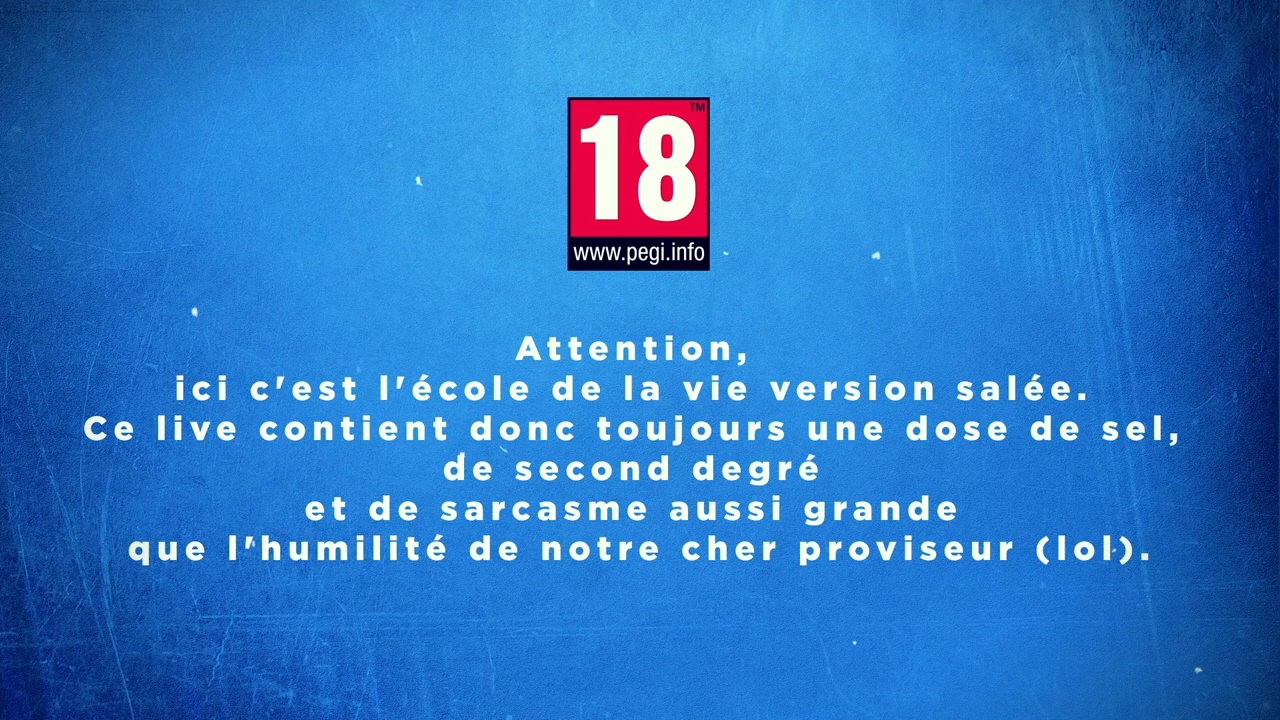 TM
18
www.pegi.info
Attention,
ici c'est l'école de la vie version salée.
Ce live contient donc toujours une dose de sel,
de second degré
et de sarcasme aussi grande
que l'humilité de notre cher proviseur (lol).